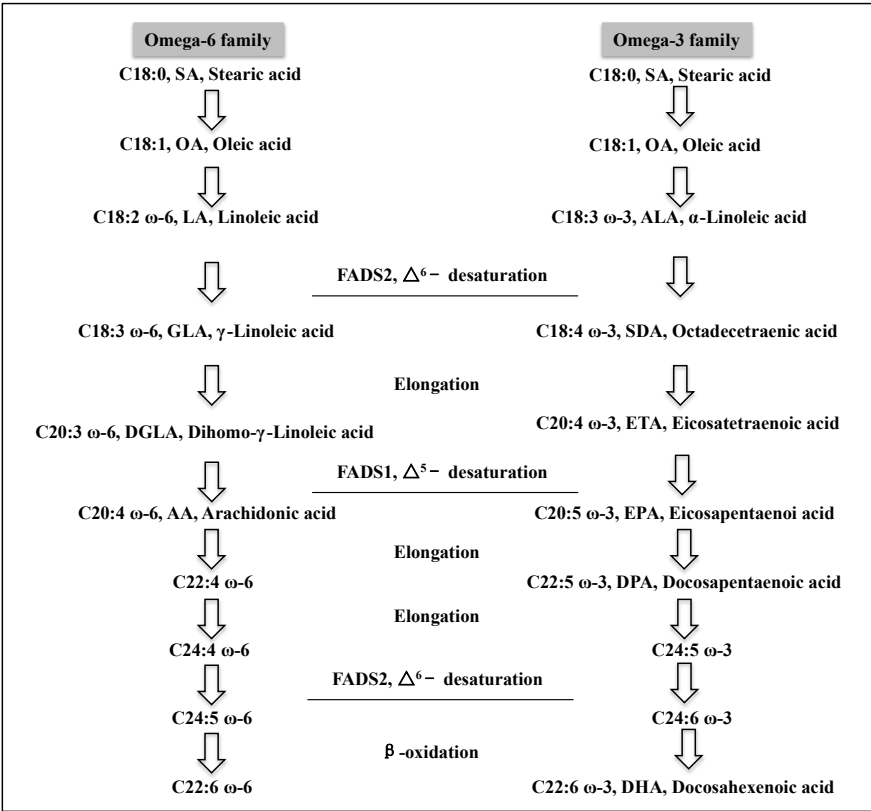 Omega-6 family
Omega-3 family
C18:0, SA, Stearic acid
C18:0, SA, Stearic acid
C18:1, OA, Oleic acid
C18:1, OA, Oleic acid
C18:2 ω-6, LA, Linoleic acid
C18:3 ω-3, ALA, α-Linoleic acid
FADS2, △⁶− desaturation
C18:3 ω-6, GLA, γ-Linoleic acid
C18:4 ω-3, SDA, Octadecetraenic acid
Elongation
C20:3 ω-6, DGLA, Dihomo-γ-Linoleic acid
C20:4 ω-3, ETA, Eicosatetraenoic acid
FADS1, △⁵− desaturation
C20:4 ω-6, AA, Arachidonic acid
C20:5 ω-3, EPA, Eicosapentaenoi acid
Elongation
C22:4 ω-6
C22:5 ω-3, DPA, Docosapentaenoic acid
Elongation
C24:4 ω-6
C24:5 ω-3
FADS2, △⁶− desaturation
C24:5 ω-6
C24:6 ω-3
β-oxidation
C22:6 ω-6
C22:6 ω-3, DHA, Docosahexenoic acid